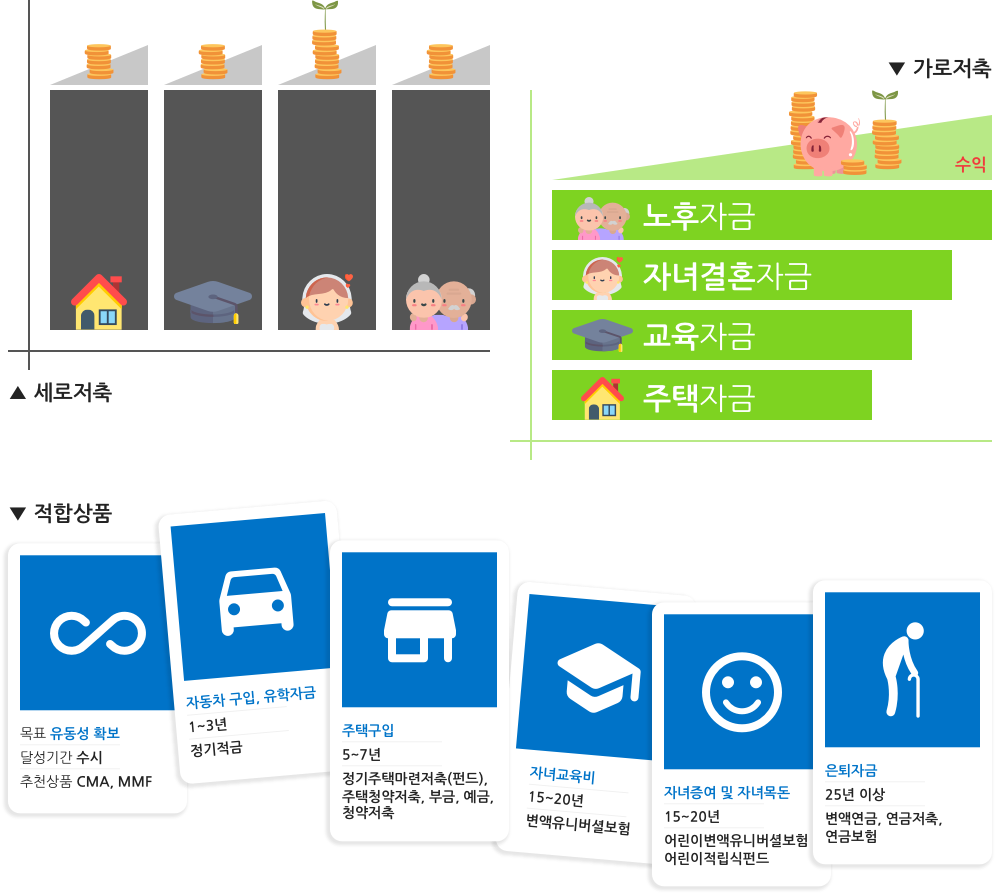 ▼ 가로저축
수익
노후자금
자녀결혼자금
교육자금
주택자금
▲ 세로저축
▼ 적합상품
목표 유동성 확보
달성기간 수시
추천상품 CMA, MMF
자동차 구입, 유학자금
1~3년
정기적금
주택구입
5~7년
정기주택마련저축(펀드),
주택청약저축, 부금, 예금,
청약저축
자녀교육비
15~20년
변액유니버셜보험
자녀증여 및 자녀목돈
15~20년
어린이변액유니버셜보험
어린이적립식펀드
은퇴자금
25년 이상
변액연금, 연금저축,
연금보험